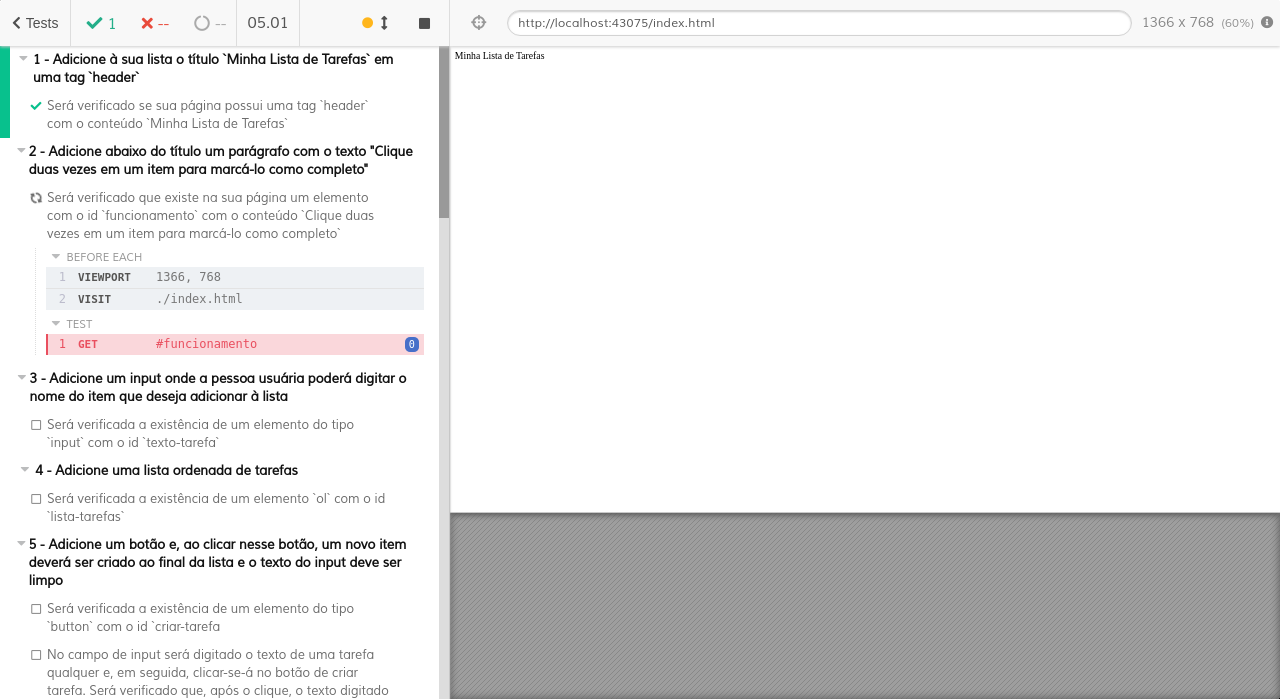 Tests
1
--
--
05.01
http://localhost:43075/index.html
1366 x 768 (60%)
1 - Adicione à sua lista o título `Minha Lista de Tarefas` em
uma tag `header`
Será verificado se sua página possui uma tag `header`
com o conteúdo `Minha Lista de Tarefas`
2 - Adicione abaixo do título um parágrafo com o texto "Clique
duas vezes em um item para marcá-lo como completo"
Será verificado que existe na sua página um elemento
com o id `funcionamento` com o conteúdo `Clique duas
vezes em um item para marcá-lo como completo`
BEFORE EACH
1 VIEWPORT 1366, 768
2 VISIT ./index.html
TEST
1 GET #funcionamento 0
3 - Adicione um input onde a pessoa usuária poderá digitar o
nome do item que deseja adicionar à lista
Será verificada a existência de um elemento do tipo
`input` com o id `texto-tarefa`
4 - Adicione uma lista ordenada de tarefas
Será verificada a existência de um elemento `ol` com o id
`lista-tarefas`
5 - Adicione um botão e, ao clicar nesse botão, um novo item
deverá ser criado ao final da lista e o texto do input deve ser
limpo
Será verificada a existência de um elemento do tipo
`button` com o id `criar-tarefa
No campo de input será digitado o texto de uma tarefa
qualquer e, em seguida, clicar-se-á no botão de criar
tarefa. Será verificado que, após o clique, o texto digitado
Minha Lista de Tarefas